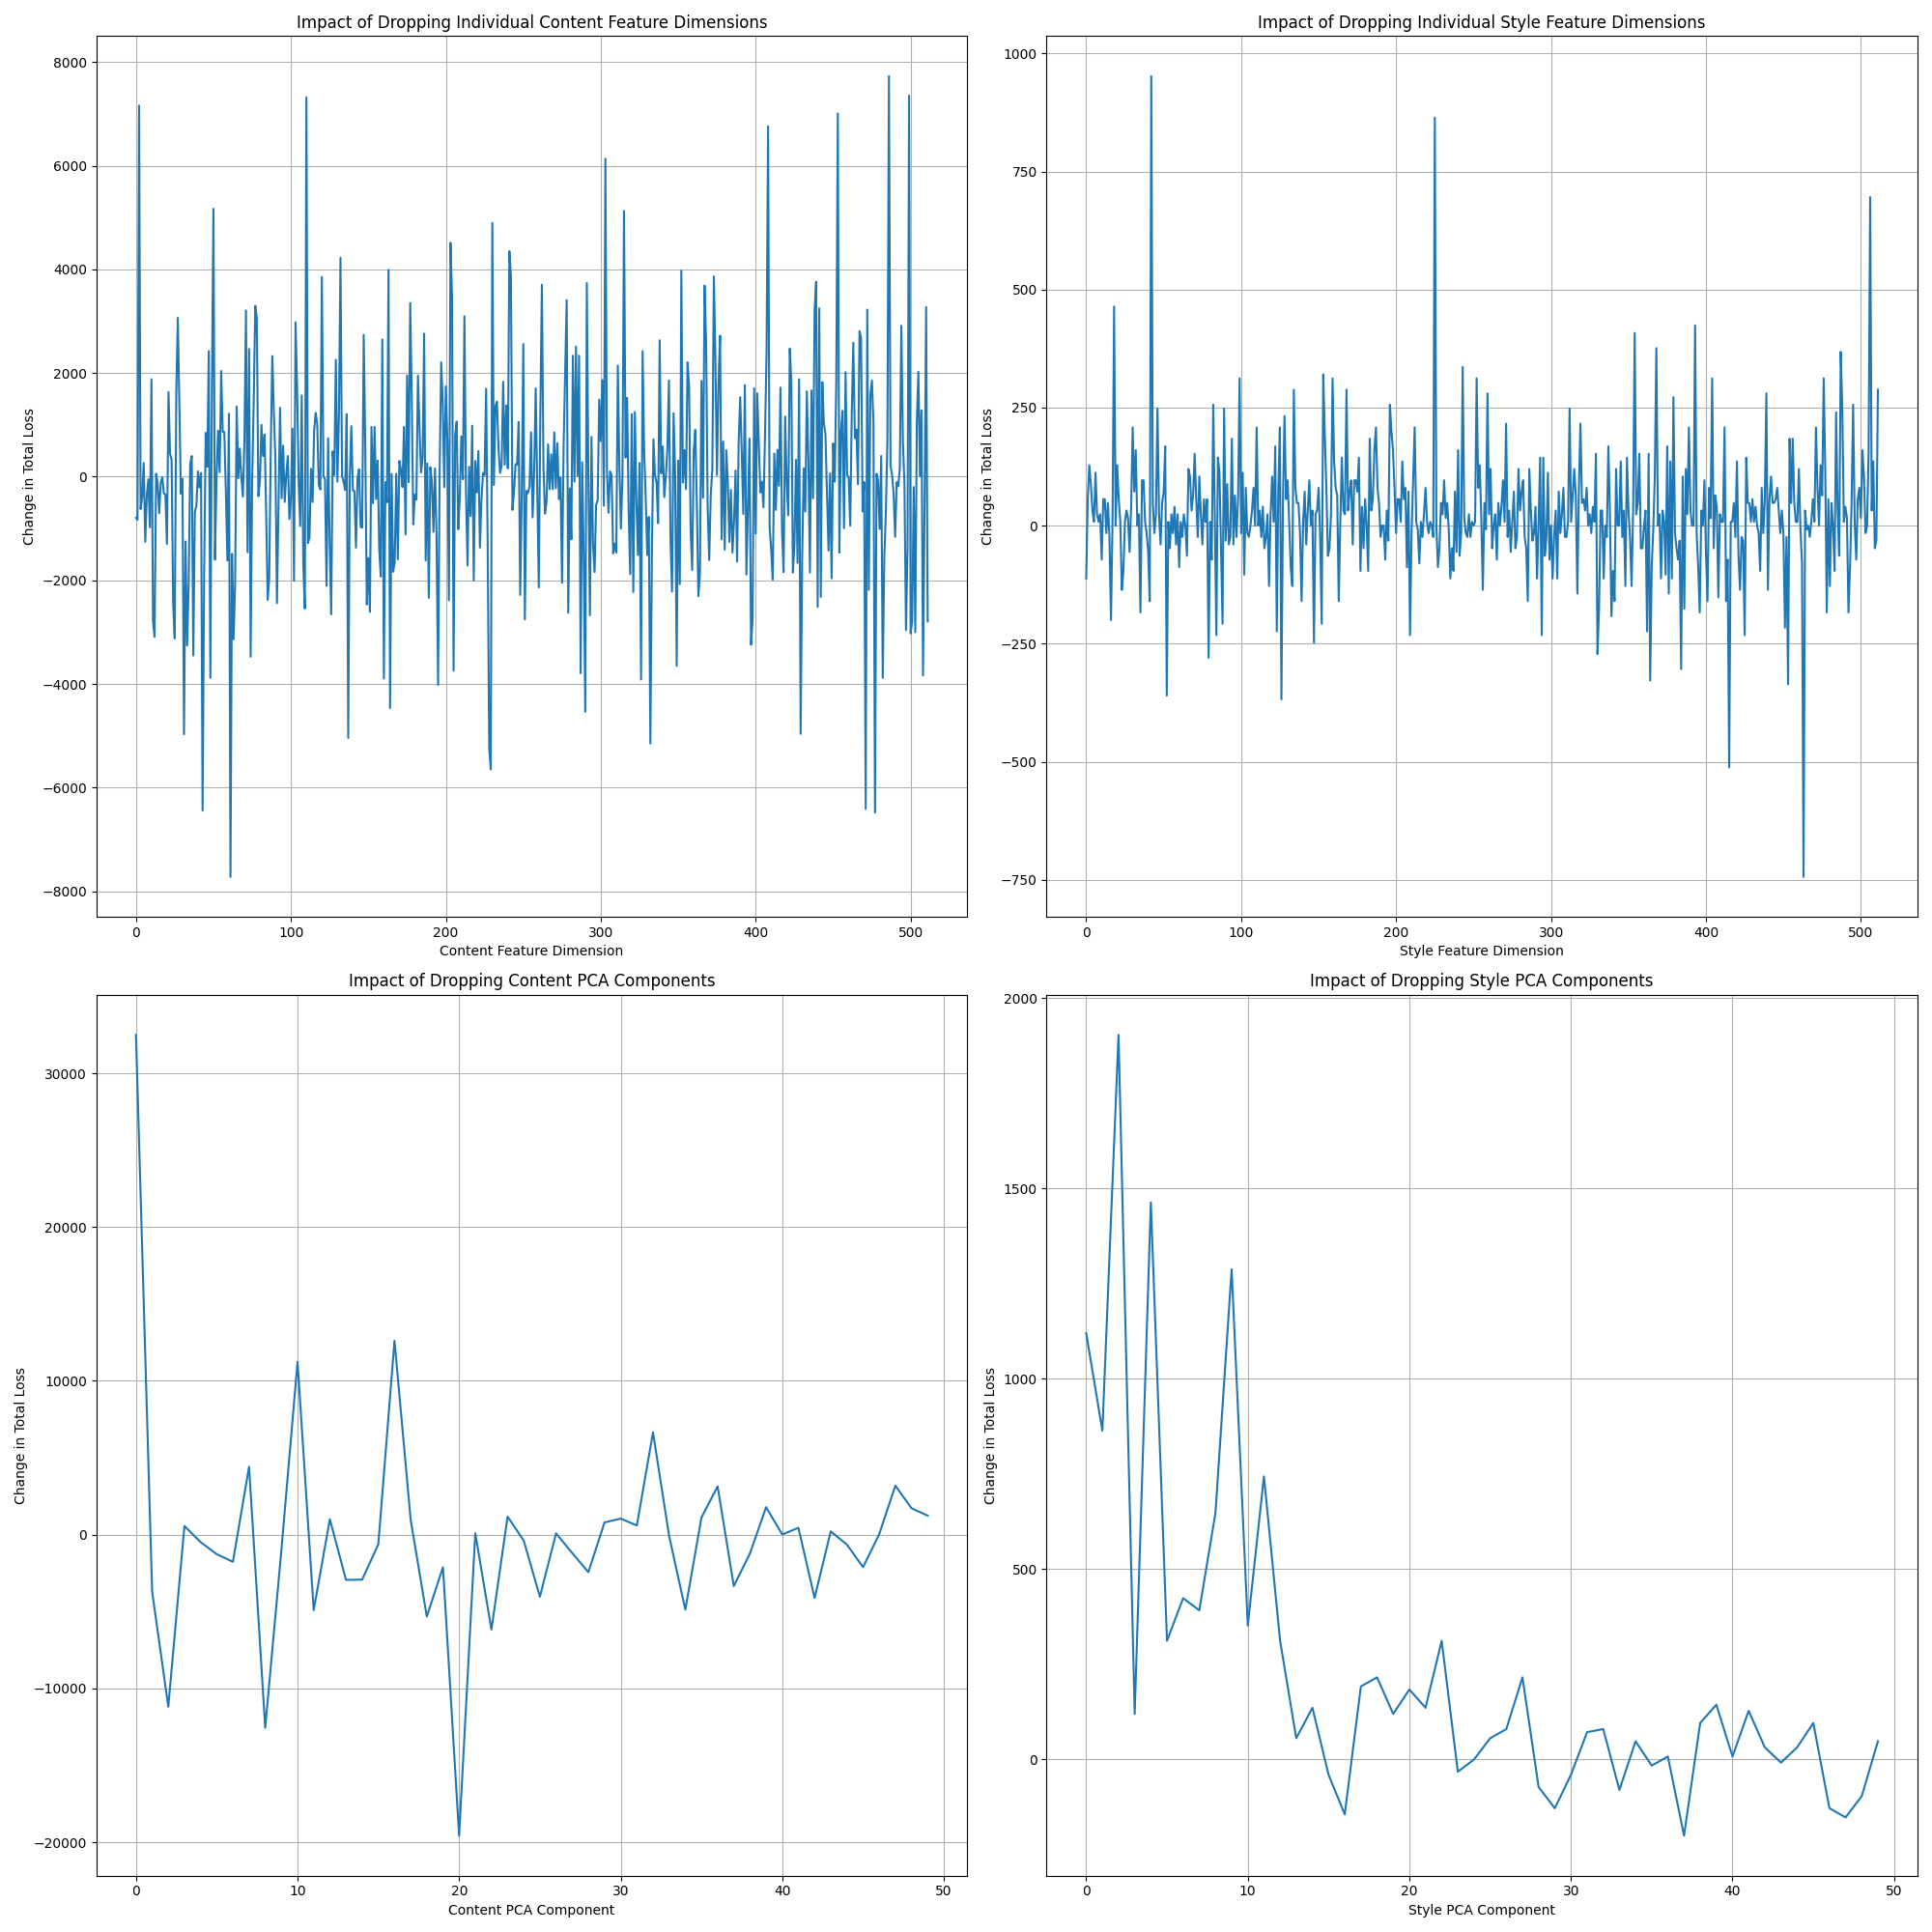 Impact of Dropping Individual Content Feature Dimensions
8000
6000
4000
2000
0
−2000
−4000
−6000
−8000
Change in Total Loss
0 100 200 300 400 500
Content Feature Dimension
Impact of Dropping Individual Style Feature Dimensions
1000
750
500
250
0
−250
−500
−750
Change in Total Loss
0 100 200 300 400 500
Style Feature Dimension
Impact of Dropping Content PCA Components
30000
20000
10000
0
−10000
−20000
Change in Total Loss
0 10 20 30 40 50
Content PCA Component
Impact of Dropping Style PCA Components
2000
1500
1000
500
0
Change in Total Loss
0 10 20 30 40 50
Style PCA Component